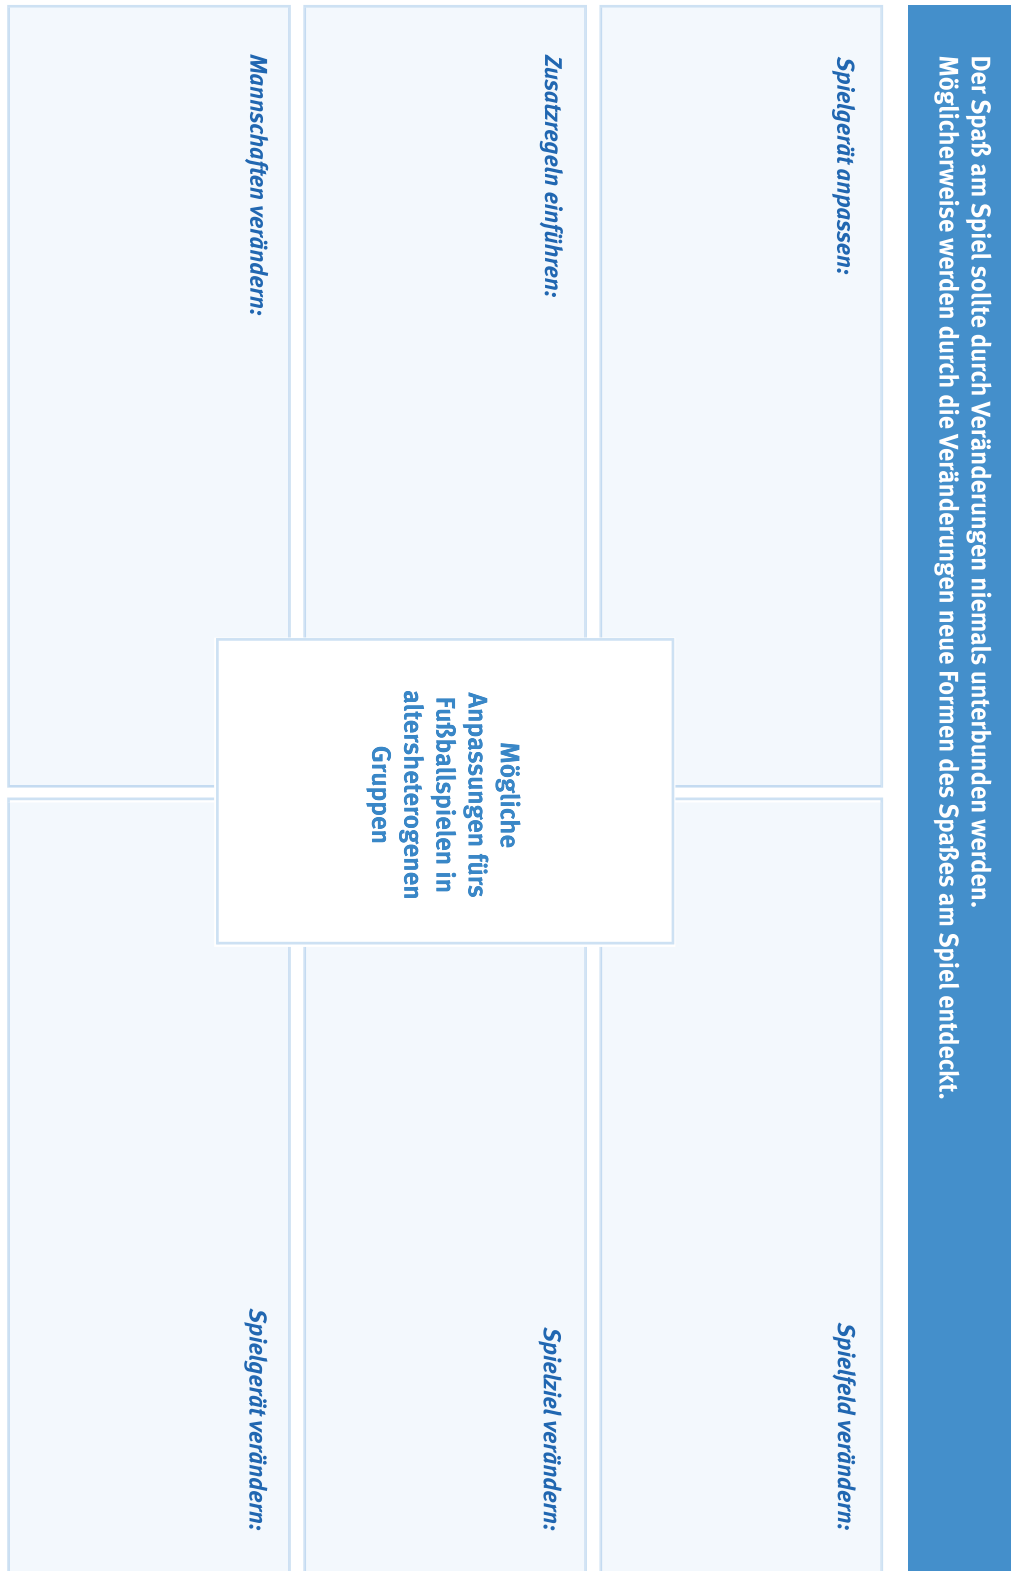 Der Spaß am Spiel sollte durch Veränderungen niemals unterbunden werden.
Möglicherweise werden durch die Veränderungen neue Formen des Spaßes am Spiel entdeckt.
Spielgerät anpassen:
Spielfeld verändern:
Zusatzregeln einführen:
Spielziel verändern:
Mögliche
Anpassungen fürs
Fußballspielen in
altersheterogenen
Gruppen
Mannschaften verändern:
Spielgerät verändern: